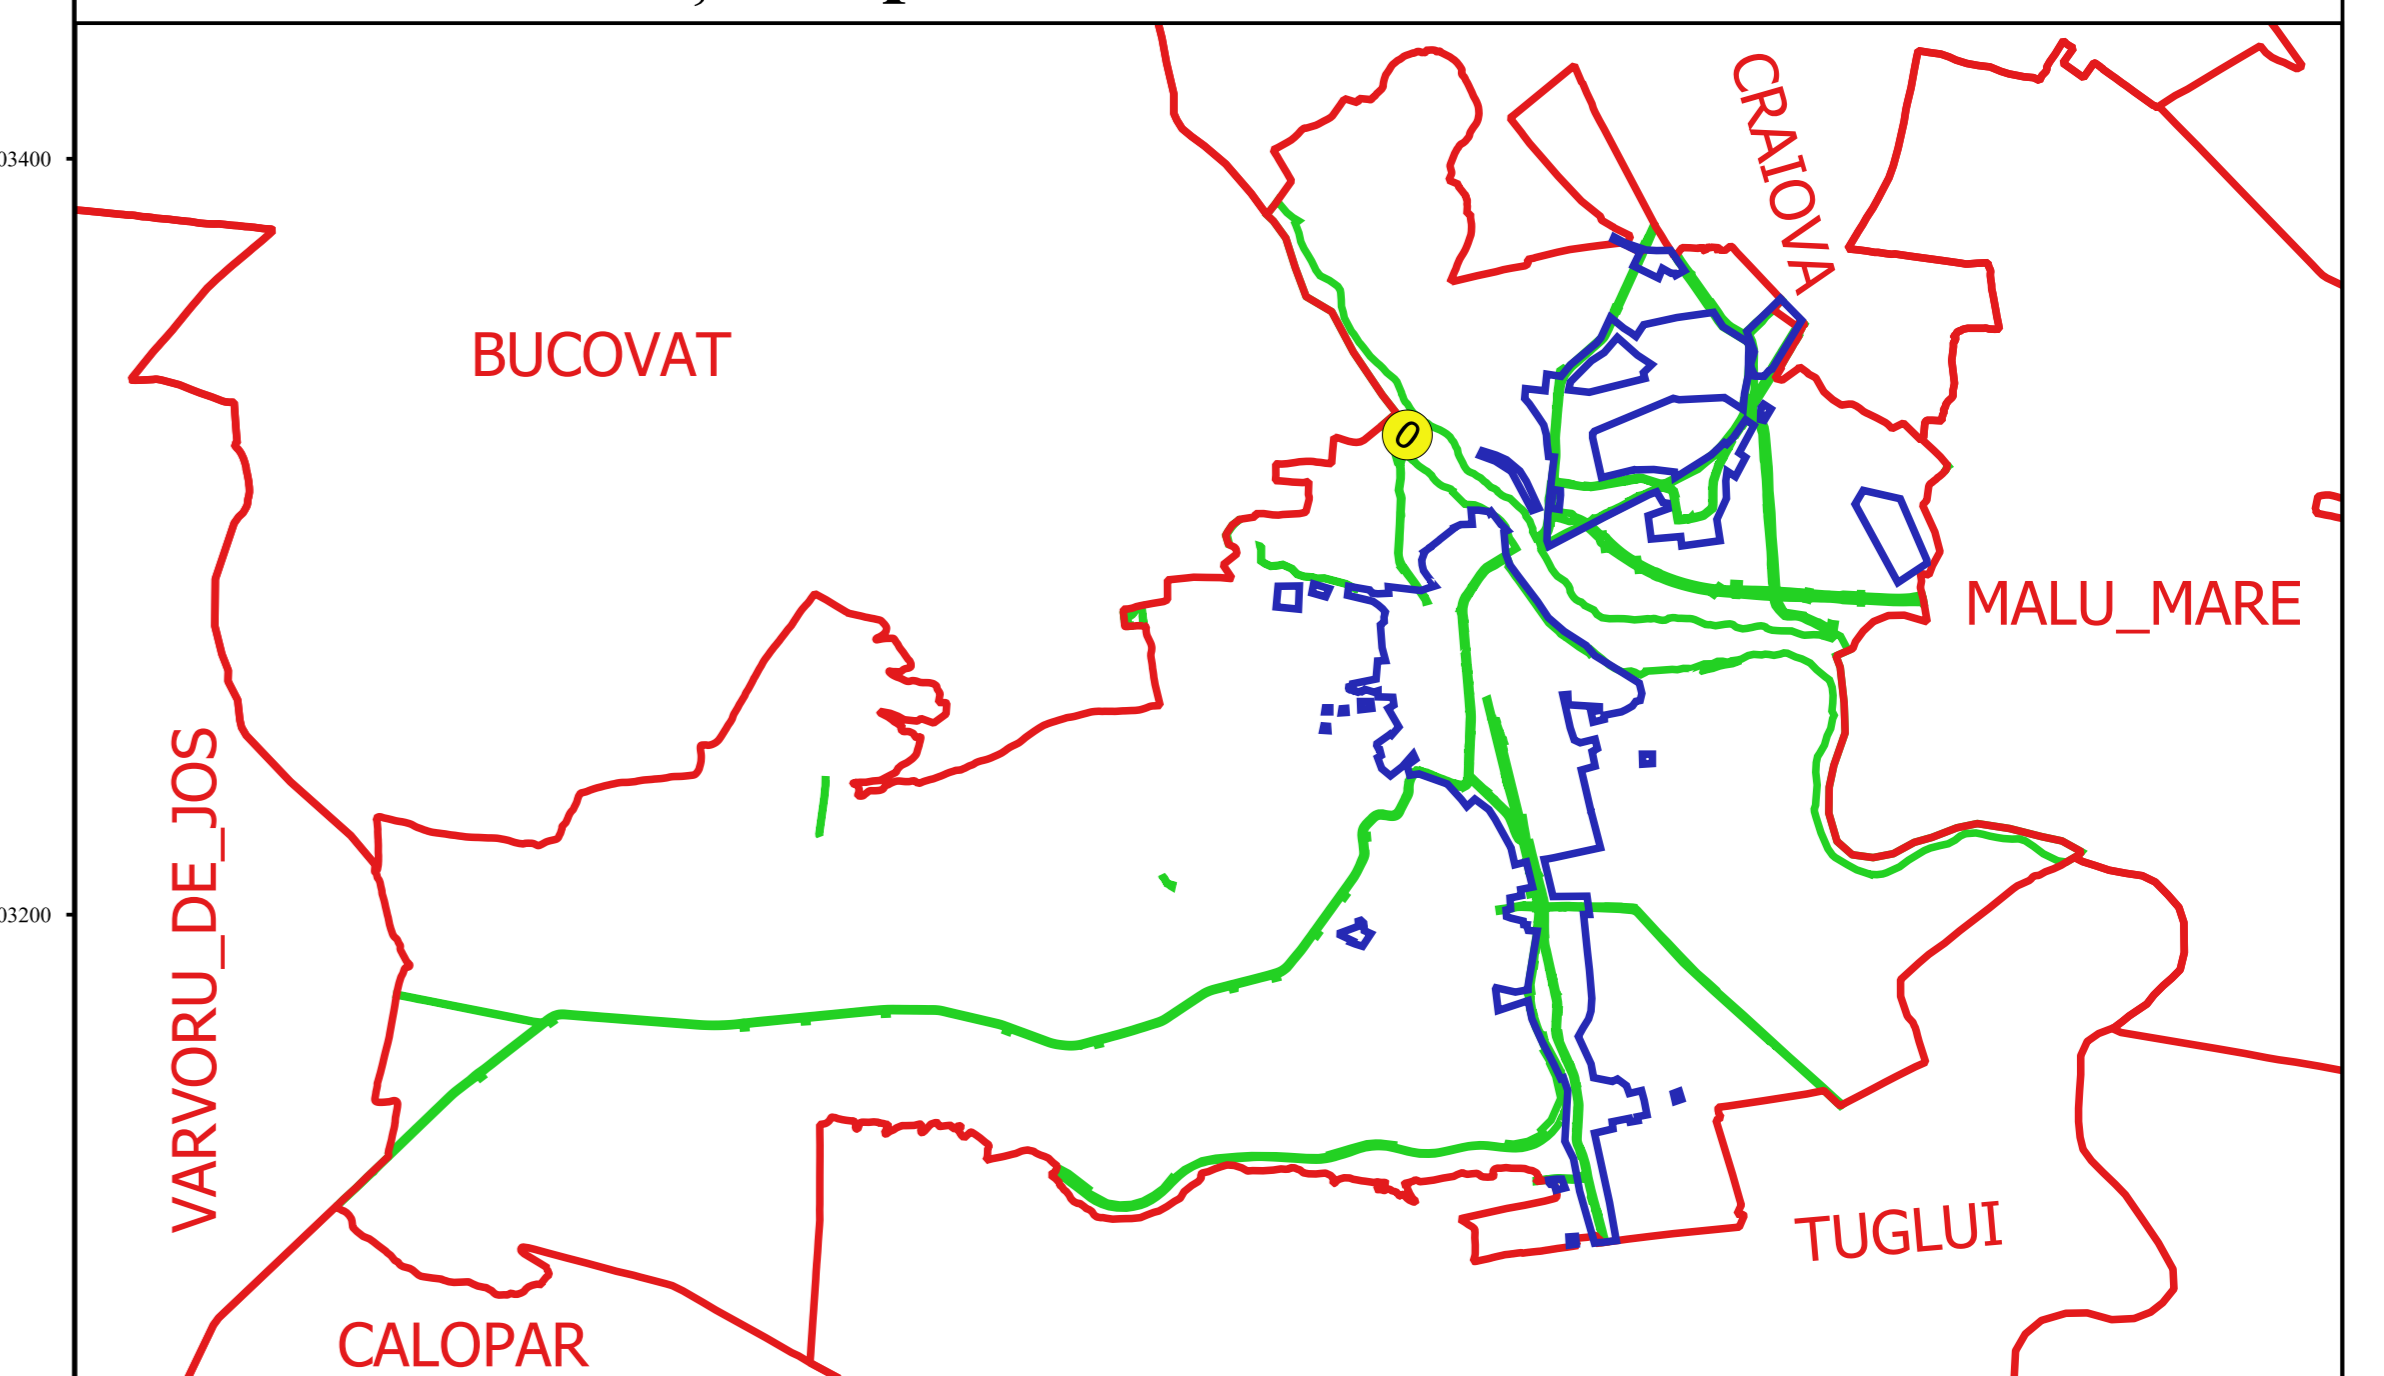 03400
CRAIOVA
BUCOVAT
0
MALU_MARE
VARVORU_DE_JOS
03200
TUGLUI
CALOPAR